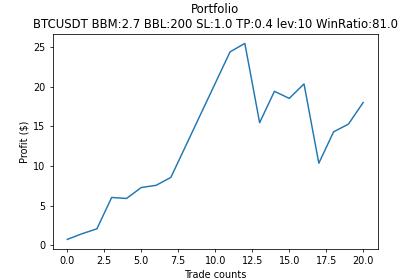 Portfolio
BTCUSDT BBM:2.7 BBL:200 SL:1.0 TP:0.4 lev:10 WinRatio:81.0
25
20
15
10
5
0
Profit ($)
0.0 2.5 5.0 7.5 10.0 12.5 15.0 17.5 20.0
Trade counts